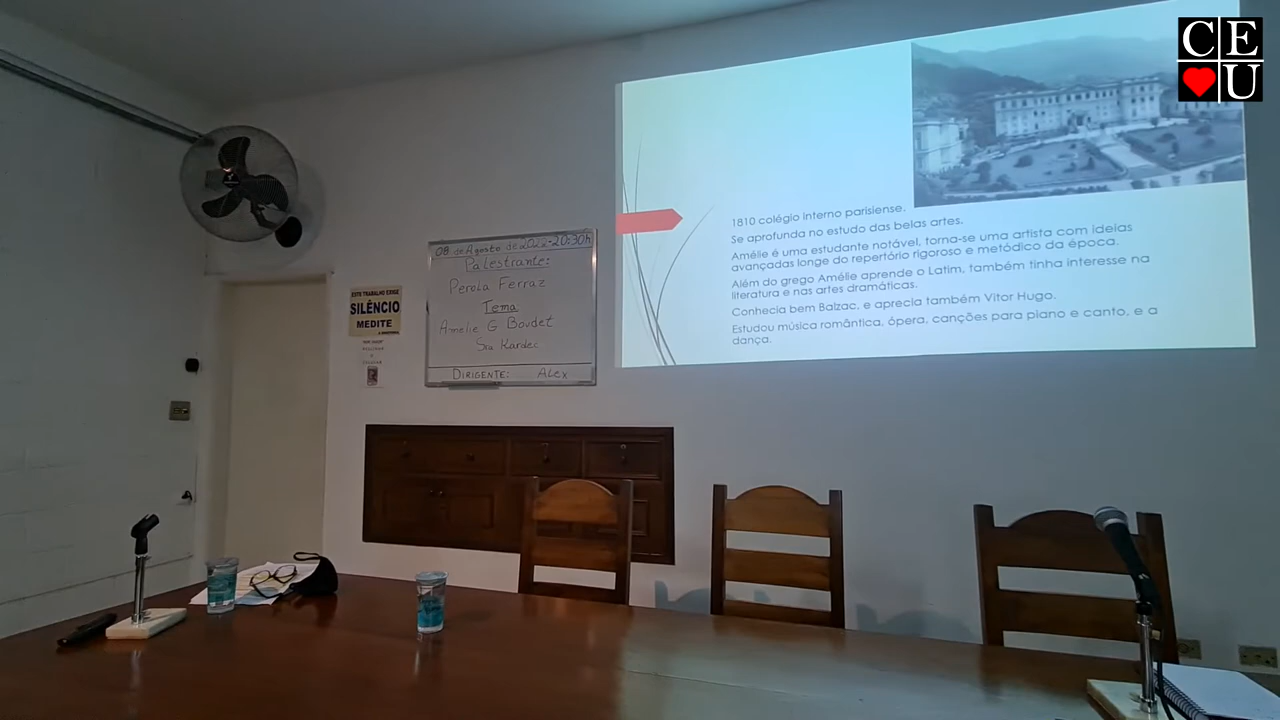 CE
U
08 de Agosto de 2022-20:30h
Palestrante:
Perola Ferraz
Tema
Amelie G Boudet
Sra Kardec
DIRIGENTE: Alex
ESTE TRABALHO EXIGE
SILÊNCIO
MEDITE
1810 colégio interno parisiense.
Se aprofunda no estudo das belas artes.
Amélie é uma estudante notável, torna-se uma artista com ideias
avançadas longe do repertório rigoroso e metódico da época.
Além do grego Amélie aprende o Latim, também tinha interesse na
literatura e nas artes dramáticas.
Conhecia bem Balzac, e aprecia também Vitor Hugo.
Estudou música romântica, ópera, canções para piano e canto, e a
dança.